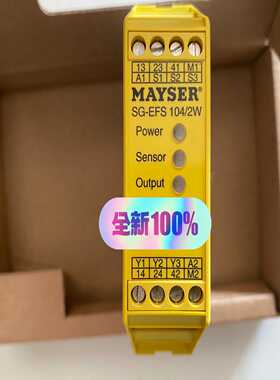 13 23 41 M1
A1 S1 S2 S3
MAYSER®
SG-EFS 104/2W
Power
Sensor
Output
全新100%
Y1 Y2 Y3 A2
14 24 42 M2